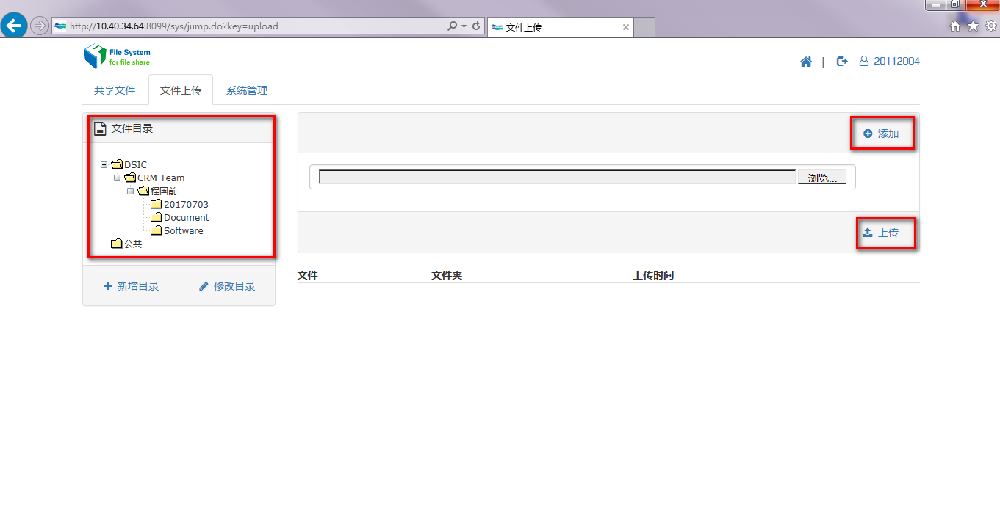 http://10.40.34.64:8099/sys/jump.do?key=upload
文件上传
File System
for file share
20112004
共享文件 文件上传 系统管理
文件目录
DSIC
CRM Team
程国前
20170703
Document
Software
公共
新增目录 修改目录
添加
浏览...
上传
文件 文件夹 上传时间